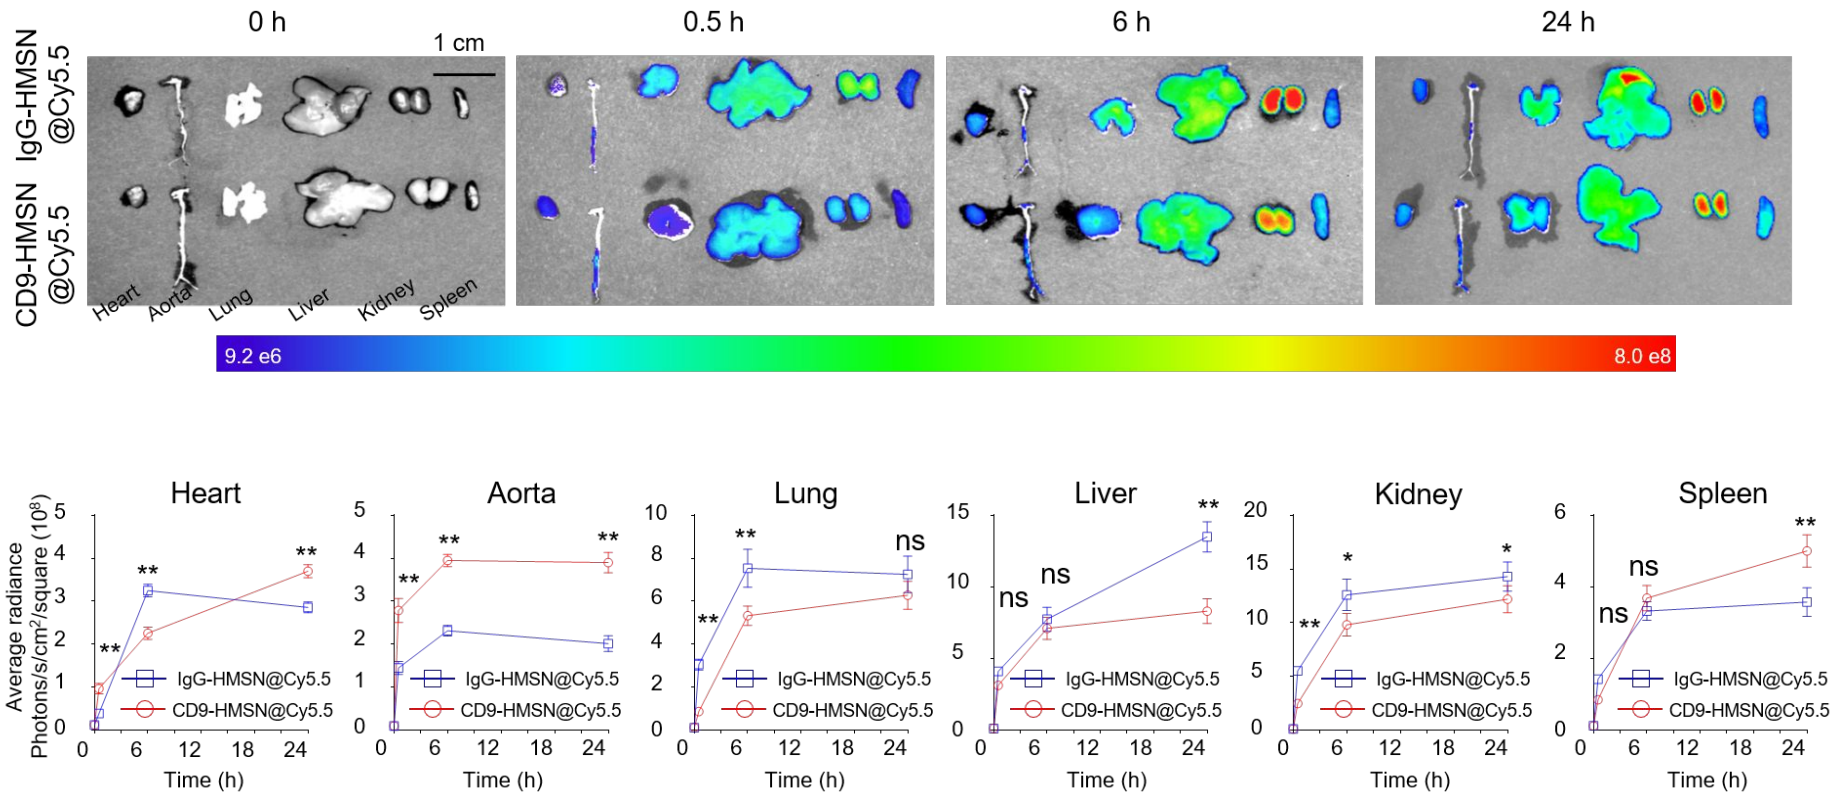 0 h
0.5 h
6 h
24 h
1 cm
IgG-HMSN
@Cy5.5
CD9-HMSN
@Cy5.5
Heart
Aorta
Lung
Liver
Kidney
Spleen
9.2 e6
8.0 e8
Average radiance
Photons/s/cm²/square (10⁸)
Heart
5
4
3
2
1
0
**
**
**
IgG-HMSN@Cy5.5
CD9-HMSN@Cy5.5
0 6 12 18 24
Time (h)
Aorta
5
4
3
2
1
0
**
**
**
IgG-HMSN@Cy5.5
CD9-HMSN@Cy5.5
0 6 12 18 24
Time (h)
Lung
10
8
6
4
2
0
**
**
ns
IgG-HMSN@Cy5.5
CD9-HMSN@Cy5.5
0 6 12 18 24
Time (h)
Liver
15
10
5
0
ns
ns
**
IgG-HMSN@Cy5.5
CD9-HMSN@Cy5.5
0 6 12 18 24
Time (h)
Kidney
20
15
10
5
0
**
*
*
IgG-HMSN@Cy5.5
CD9-HMSN@Cy5.5
0 6 12 18 24
Time (h)
Spleen
6
4
2
0
ns
ns
**
IgG-HMSN@Cy5.5
CD9-HMSN@Cy5.5
0 6 12 18 24
Time (h)